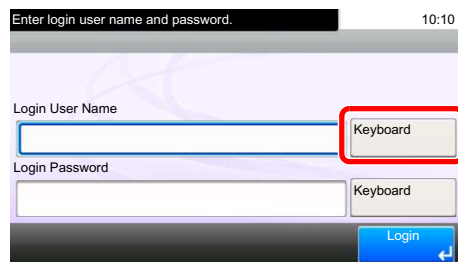 Enter login user name and password. 10:10
Login User Name
Keyboard
Login Password
Keyboard
Login